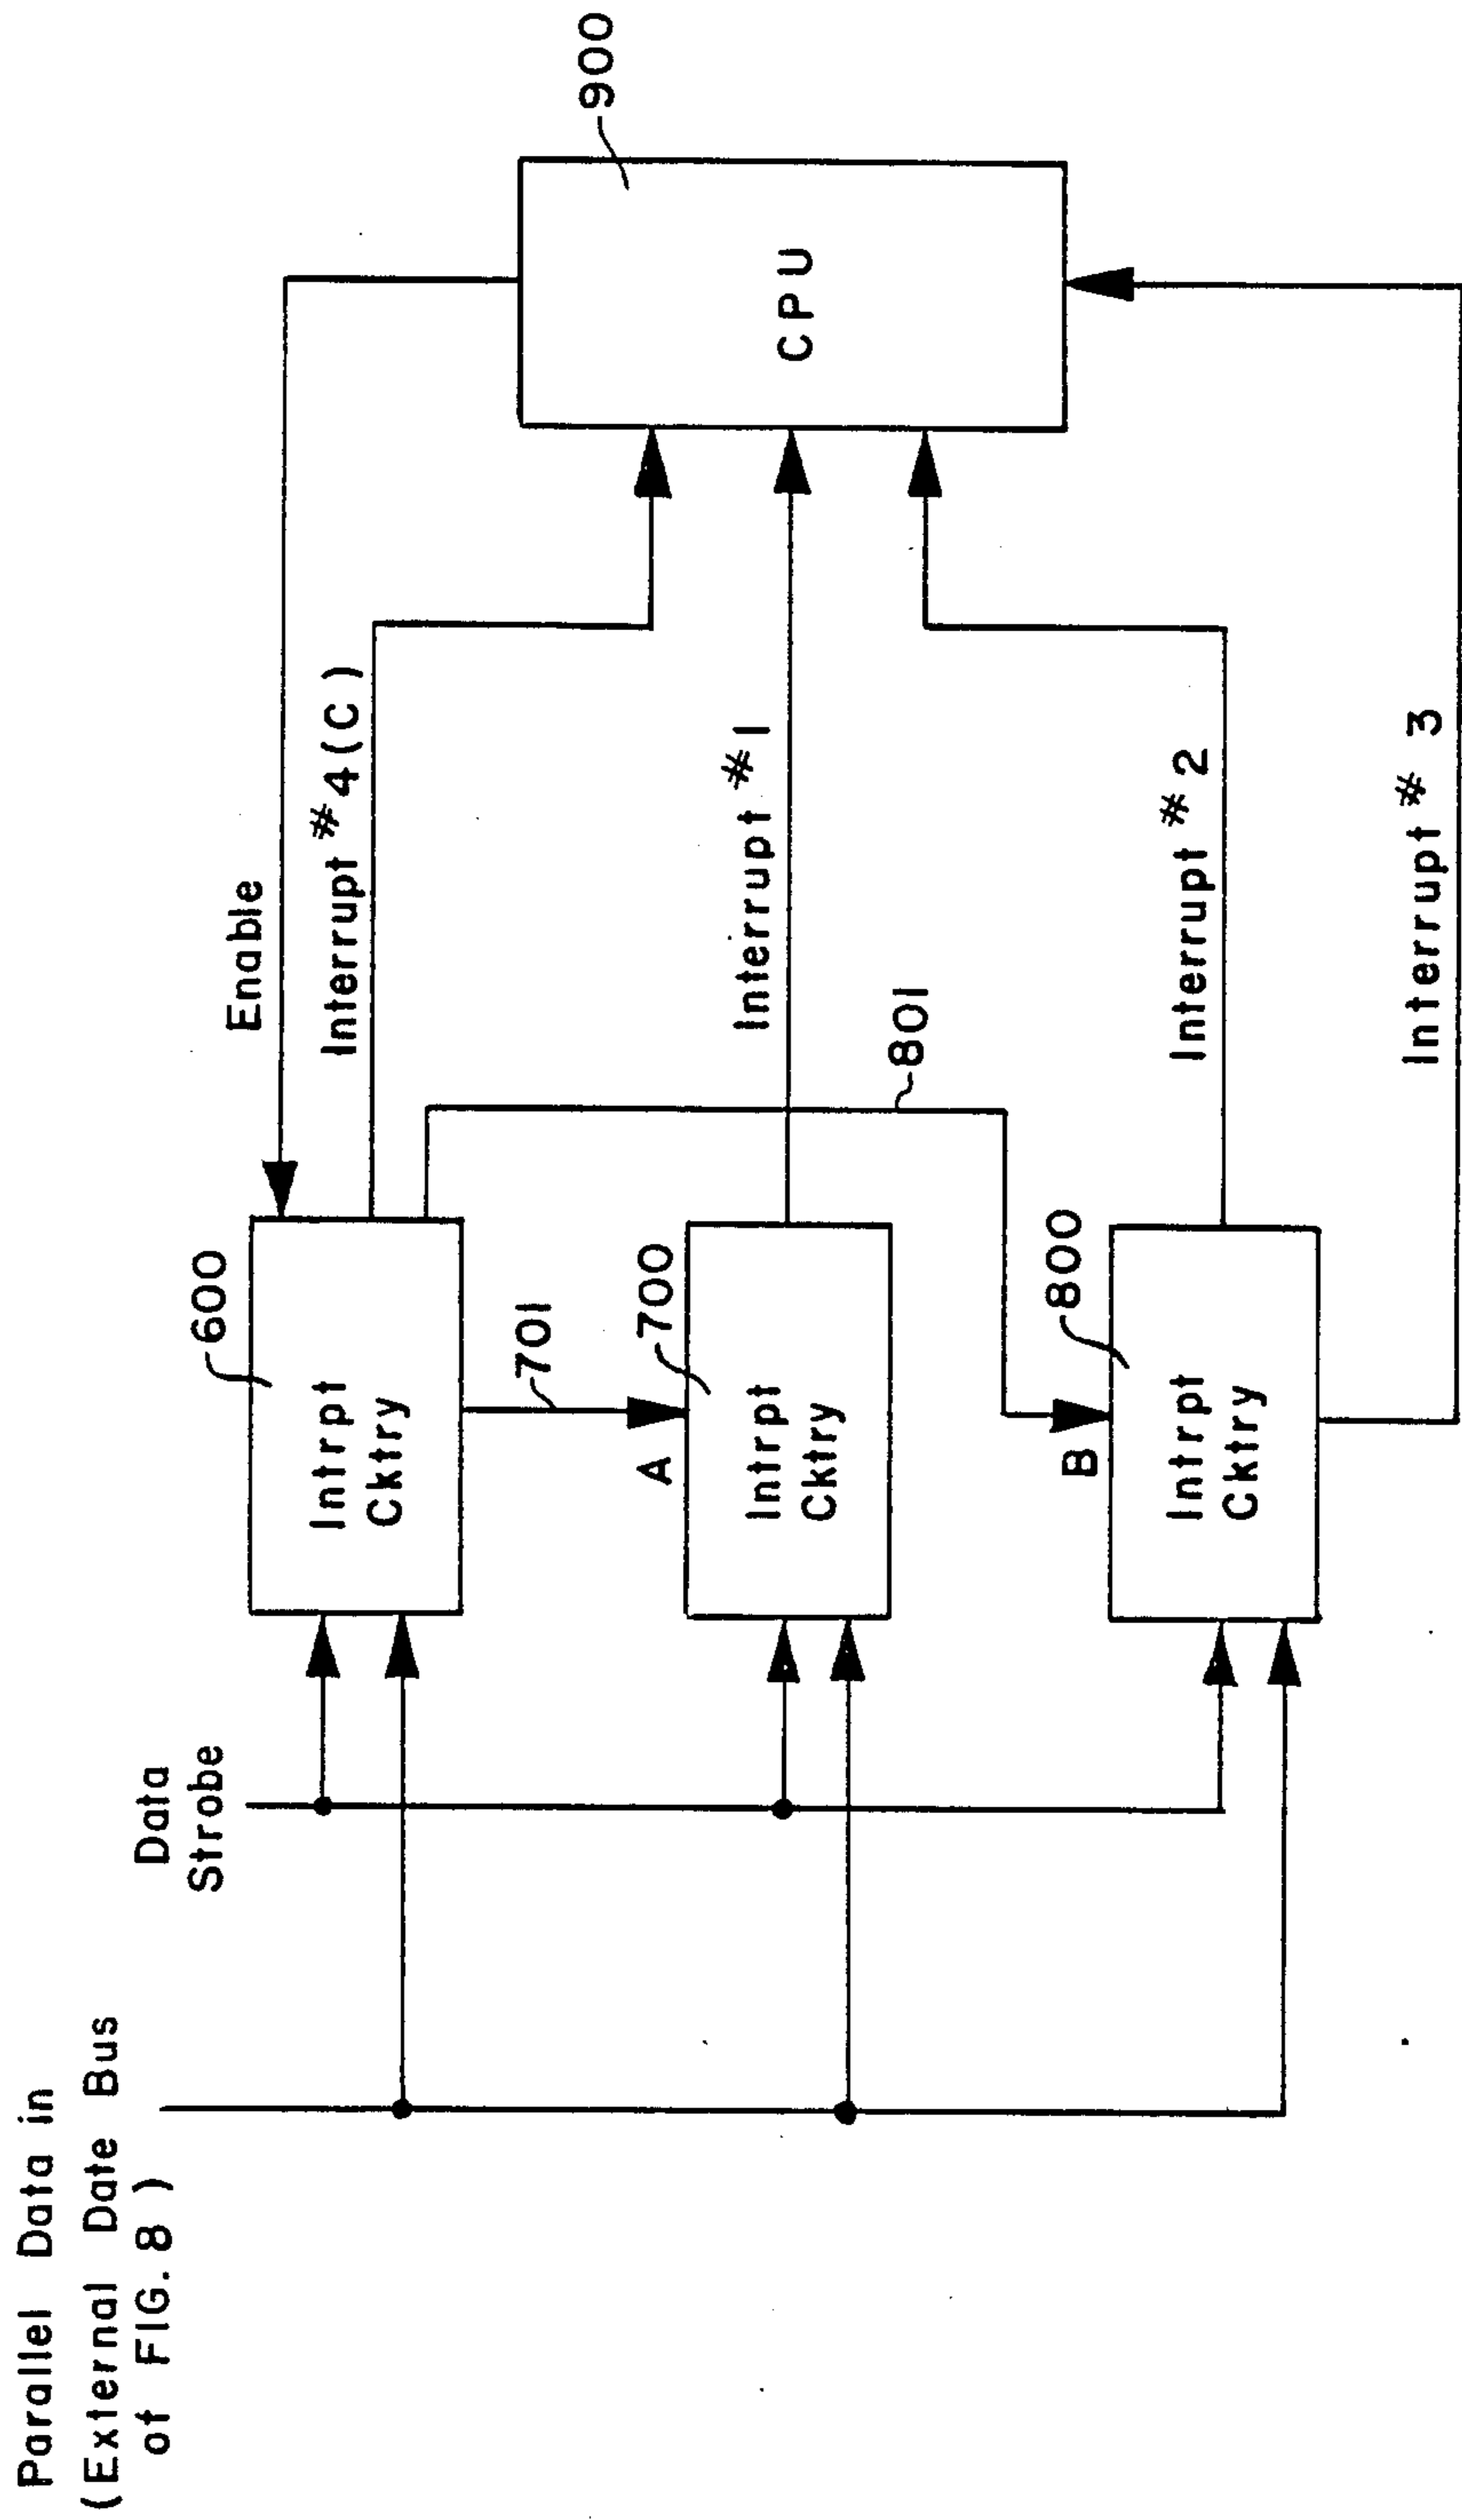 Parallel Data in
(External Date Bus
of FIG. 8 )
Data
Strobe
600
Intrpt
Cktry
701
A
700
Intrpt
Cktry
801
B
800
Intrpt
Cktry
Enable
Interrupt #4(C)
Interrupt #1
Interrupt #2
Interrupt # 3
900
CPU